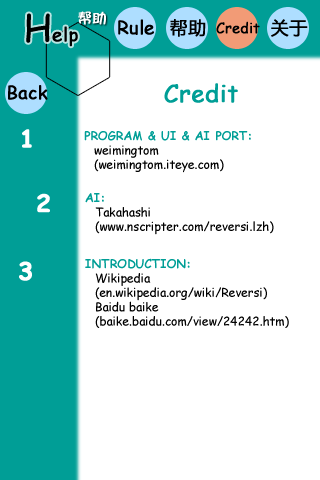 Help 帮助
Rule 帮助 Credit 关于
Back
Credit
1 PROGRAM & UI & AI PORT:
weimingtom
(weimingtom.iteye.com)
2 AI:
Takahashi
(www.nscripter.com/reversi.lzh)
3 INTRODUCTION:
Wikipedia
(en.wikipedia.org/wiki/Reversi)
Baidu baike
(baike.baidu.com/view/24242.htm)